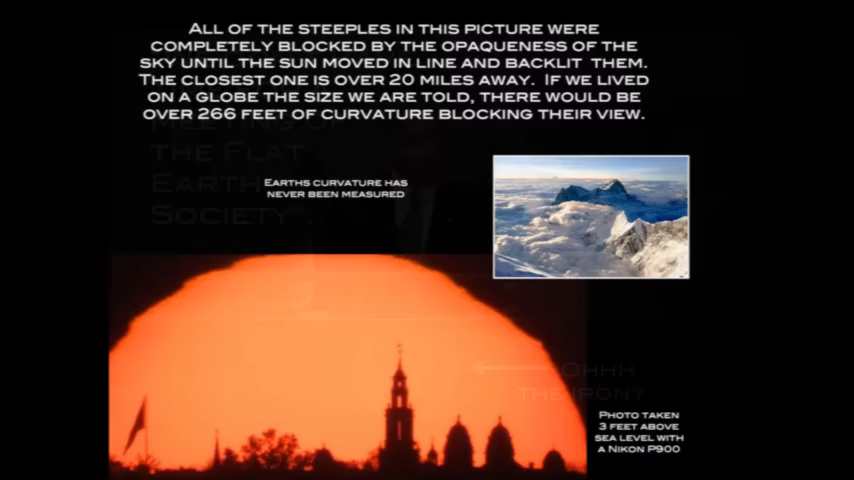 ALL OF THE STEEPLES IN THIS PICTURE WERE
COMPLETELY BLOCKED BY THE OPAQUENESS OF THE
SKY UNTIL THE SUN MOVED IN LINE AND BACKLIT THEM.
THE CLOSEST ONE IS OVER 20 MILES AWAY. IF WE LIVED
ON A GLOBE THE SIZE WE ARE TOLD, THERE WOULD BE
OVER 266 FEET OF CURVATURE BLOCKING THEIR VIEW.
MEETING OF
THE FLAT
EARTH
SOCIETY
EARTHS CURVATURE HAS
NEVER BEEN MEASURED
OHHH
THE IRONY
PHOTO TAKEN
3 FEET ABOVE
SEA LEVEL WITH
A NIKON P900